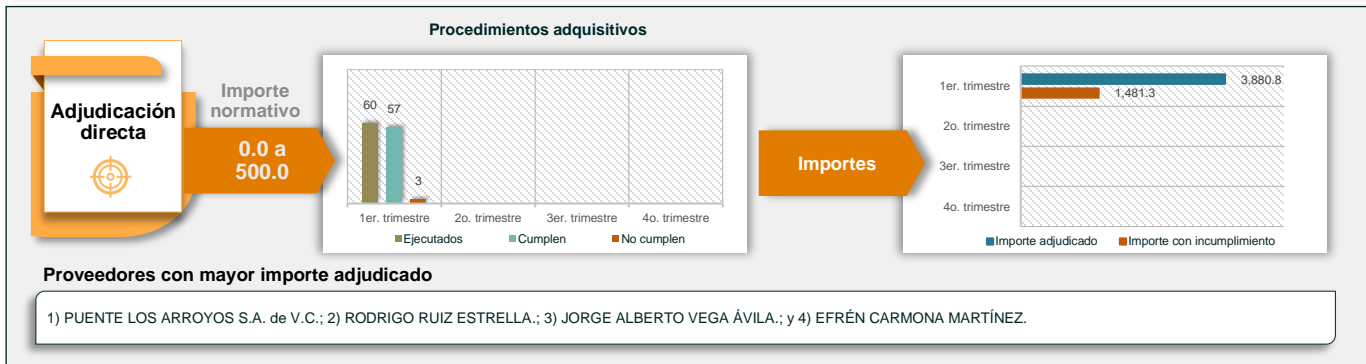 Procedimientos adquisitivos
Adjudicación
directa
Importe
normativo
0.0 a
500.0
60
57
3
1er. trimestre
2o. trimestre
3er. trimestre
4o. trimestre
Ejecutados
Cumplen
No cumplen
Importes
1er. trimestre
3,880.8
1,481.3
2o. trimestre
3er. trimestre
4o. trimestre
Importe adjudicado
Importe con incumplimiento
Proveedores con mayor importe adjudicado
1) PUENTE LOS ARROYOS S.A. de V.C.; 2) RODRIGO RUIZ ESTRELLA.; 3) JORGE ALBERTO VEGA ÁVILA.; y 4) EFRÉN CARMONA MARTÍNEZ.